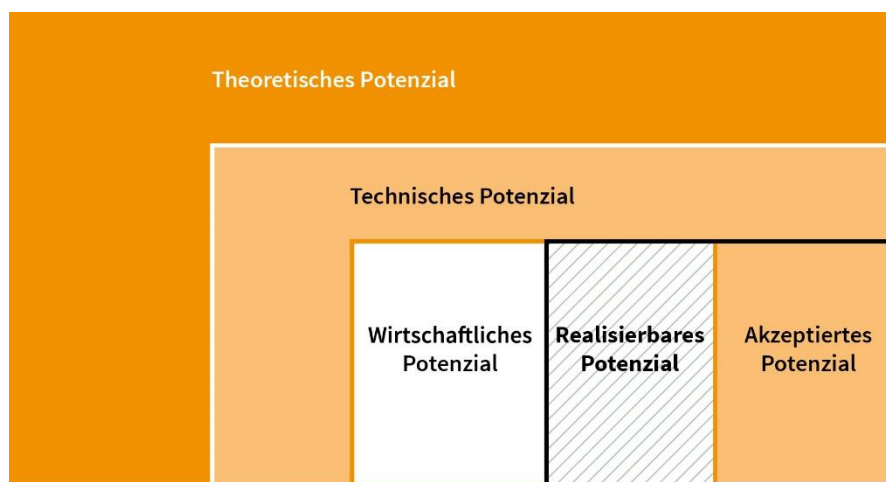 Theoretisches Potenzial
Technisches Potenzial
Wirtschaftliches
Potenzial
Realisierbares
Potenzial
Akzeptiertes
Potenzial